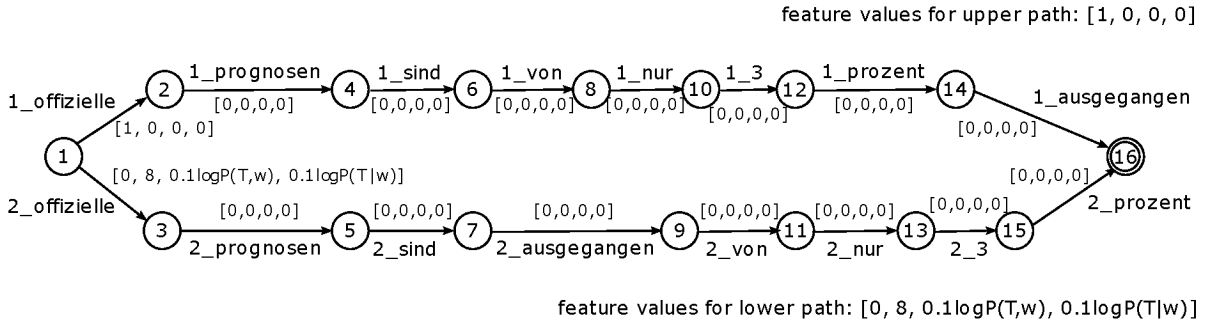 feature values for upper path: [1, 0, 0, 0]
1_offizielle
1_prognosen
1_sind
1_von
1_nur
1_3
1_prozent
1_ausgegangen
2
4
6
8
10
12
14
[1, 0, 0, 0]
[0,0,0,0]
[0,0,0,0]
[0,0,0,0]
[0,0,0,0]
[0,0,0,0]
[0,0,0,0]
[0,0,0,0]
1
16
[0, 8, 0.1logP(T,w), 0.1logP(T|w)]
2_offizielle
[0,0,0,0]
[0,0,0,0]
[0,0,0,0]
[0,0,0,0]
[0,0,0,0]
[0,0,0,0]
[0,0,0,0]
3
5
7
9
11
13
15
2_prognosen
2_sind
2_ausgegangen
2_von
2_nur
2_3
2_prozent
feature values for lower path: [0, 8, 0.1logP(T,w), 0.1logP(T|w)]